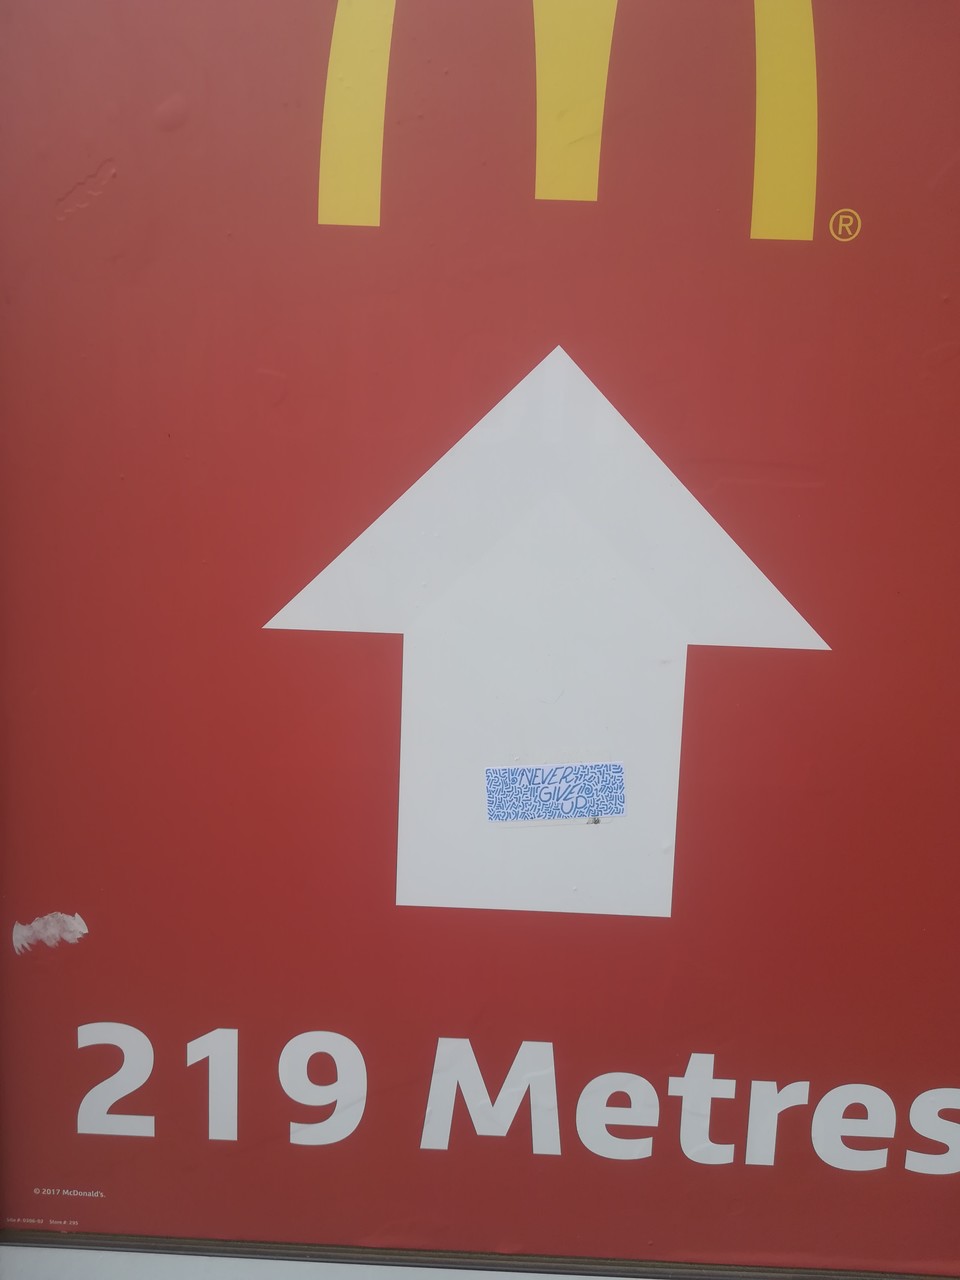 ®
NEVER
GIVE
UP
219 Metres
© 2017 McDonald's.